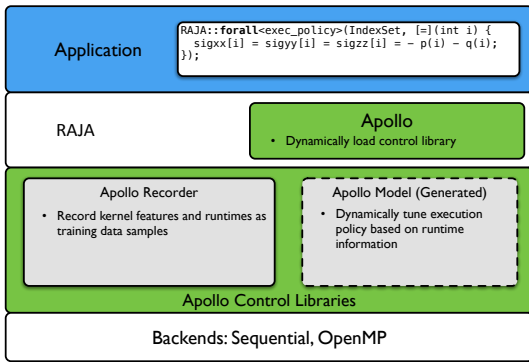 Application
RAJA::forall<exec_policy>(IndexSet, [=](int i) {
  sigxx[i] = sigyy[i] = sigzz[i] = – p(i) – q(i);
});
RAJA
Apollo
• Dynamically load control library
Apollo Recorder
• Record kernel features and runtimes as
training data samples
Apollo Model (Generated)
• Dynamically tune execution
policy based on runtime
information
Apollo Control Libraries
Backends: Sequential, OpenMP